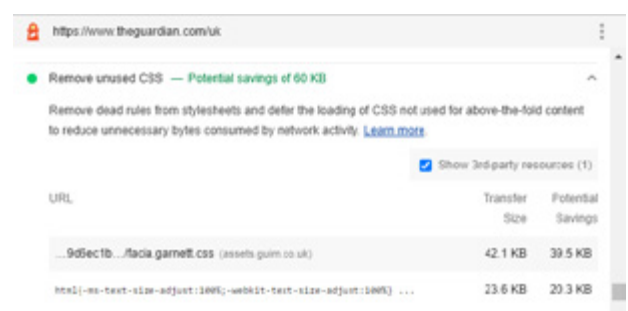 https://www.theguardian.com/uk
Remove unused CSS — Potential savings of 60 KB
Remove dead rules from stylesheets and defer the loading of CSS not used for above-the-fold content
to reduce unnecessary bytes consumed by network activity. Learn more.
Show 3rd-party resources (1)
URL Transfer Size Potential Savings
…9d5ec1b…/facia.garnett.css (assets.guim.co.uk) 42.1 KB 39.5 KB
html{-ms-text-size-adjust:100%;-webkit-text-size-adjust:100%} ... 23.6 KB 20.3 KB